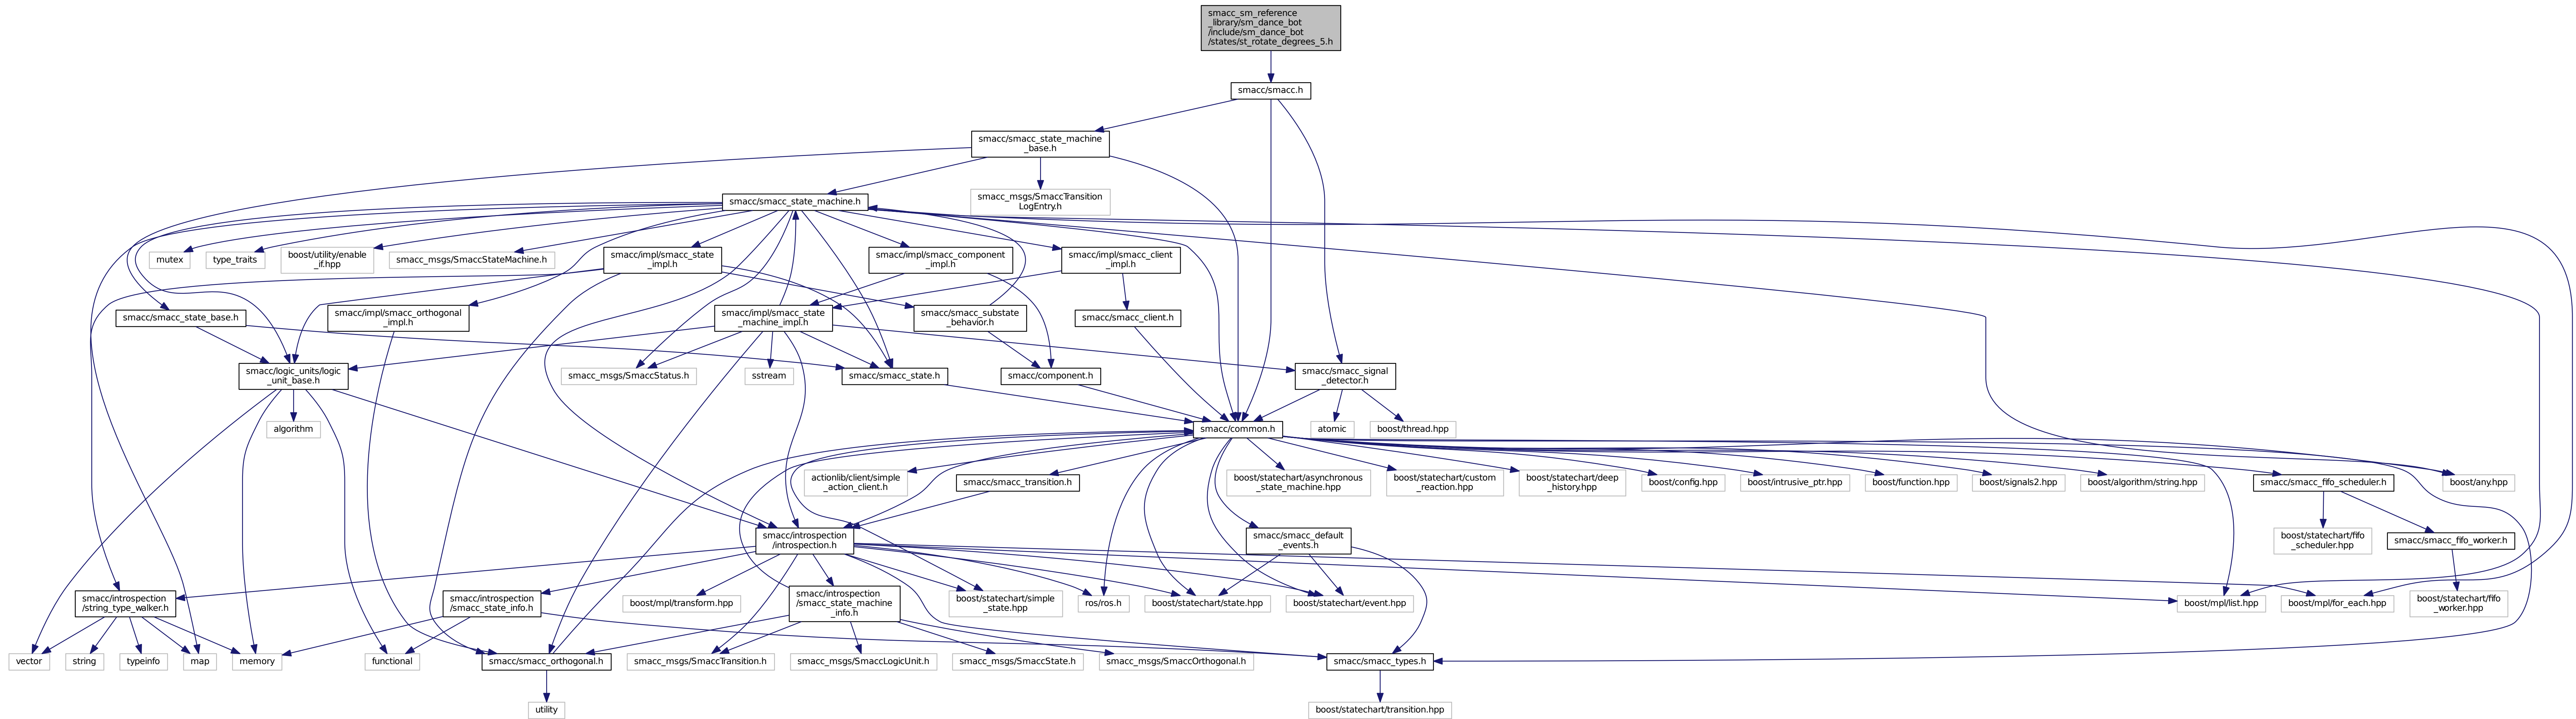 smacc_sm_reference
_library/sm_dance_bot
/include/sm_dance_bot
/states/st_rotate_degrees_5.h
smacc/smacc.h
smacc/smacc_state_machine
_base.h
smacc/smacc_state_machine.h
smacc_msgs/SmaccTransition
LogEntry.h
mutex
type_traits
boost/utility/enable
_if.hpp
smacc_msgs/SmaccStateMachine.h
smacc/impl/smacc_state
_impl.h
smacc/impl/smacc_component
_impl.h
smacc/impl/smacc_client
_impl.h
smacc/smacc_state_base.h
smacc/impl/smacc_orthogonal
_impl.h
smacc/impl/smacc_state
_machine_impl.h
smacc/smacc_substate
_behavior.h
smacc/smacc_client.h
smacc/logic_units/logic
_unit_base.h
smacc_msgs/SmaccStatus.h
sstream
smacc/smacc_state.h
smacc/component.h
smacc/smacc_signal
_detector.h
algorithm
smacc/common.h
atomic
boost/thread.hpp
actionlib/client/simple
_action_client.h
smacc/smacc_transition.h
boost/statechart/asynchronous
_state_machine.hpp
boost/statechart/custom
_reaction.hpp
boost/statechart/deep
_history.hpp
boost/config.hpp
boost/intrusive_ptr.hpp
boost/function.hpp
boost/signals2.hpp
boost/algorithm/string.hpp
smacc/smacc_fifo_scheduler.h
boost/any.hpp
smacc/introspection
/introspection.h
smacc/smacc_default
_events.h
boost/statechart/fifo
_scheduler.hpp
smacc/smacc_fifo_worker.h
smacc/introspection
/string_type_walker.h
smacc/introspection
/smacc_state_info.h
boost/mpl/transform.hpp
smacc/introspection
/smacc_state_machine
_info.h
boost/statechart/simple
_state.hpp
ros/ros.h
boost/statechart/state.hpp
boost/statechart/event.hpp
boost/mpl/list.hpp
boost/mpl/for_each.hpp
boost/statechart/fifo
_worker.hpp
vector
string
typeinfo
map
memory
functional
smacc/smacc_orthogonal.h
smacc_msgs/SmaccTransition.h
smacc_msgs/SmaccLogicUnit.h
smacc_msgs/SmaccState.h
smacc_msgs/SmaccOrthogonal.h
smacc/smacc_types.h
utility
boost/statechart/transition.hpp